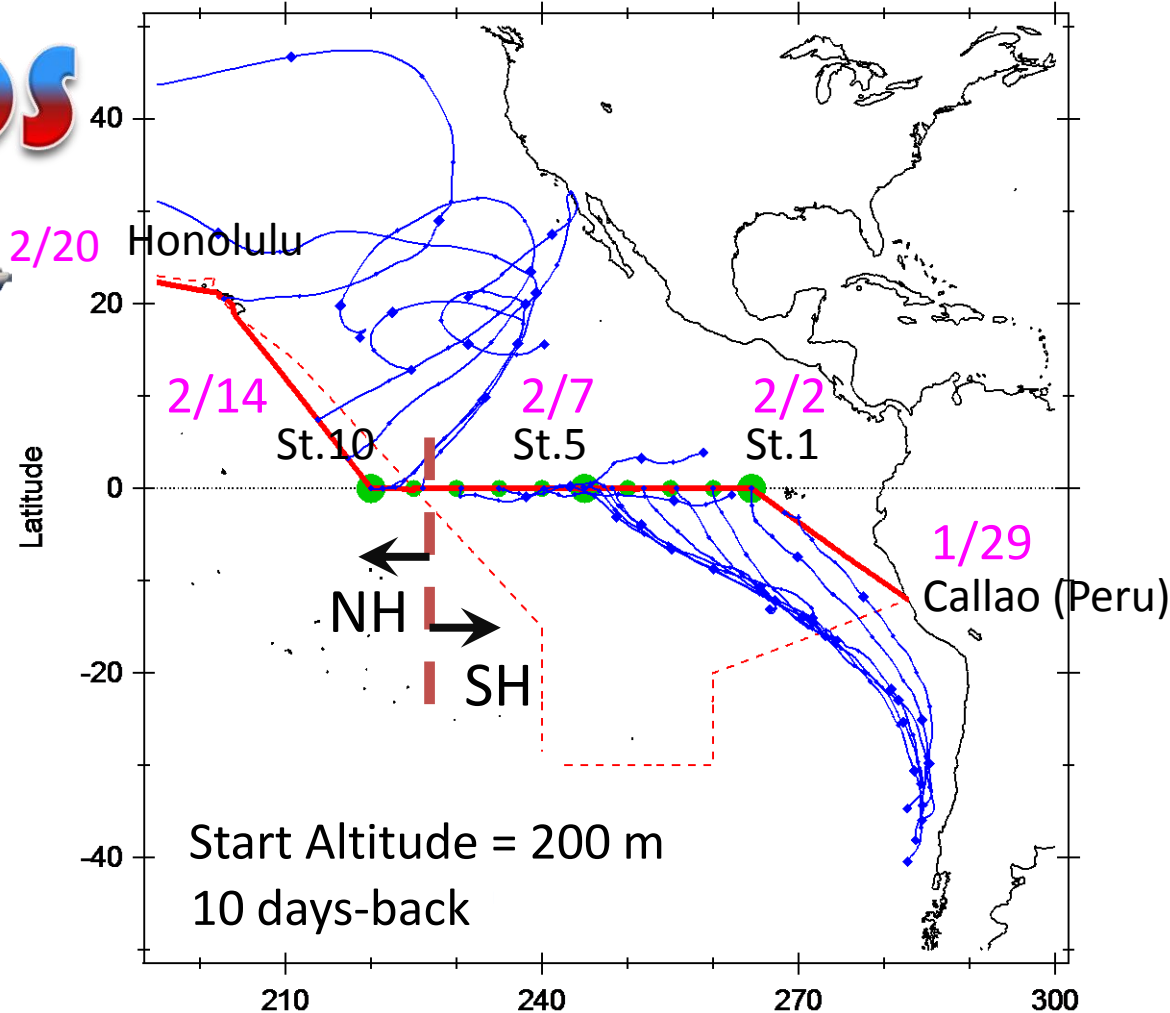 40
2/20 Honolulu
20
2/14
2/7
2/2
St.10
St.5
St.1
0
Latitude
1/29
Callao (Peru)
NH
SH
-20
Start Altitude = 200 m
-40
10 days-back
210
240
270
300